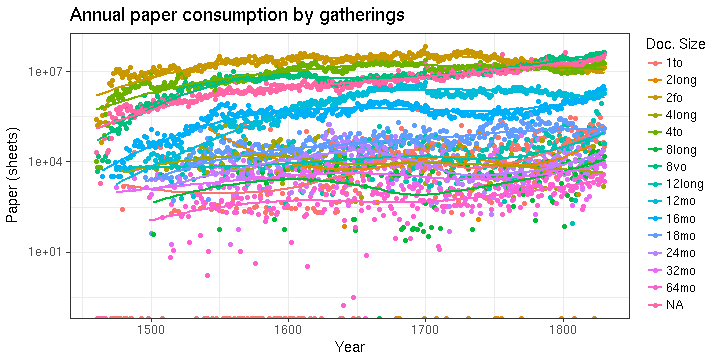 Annual paper consumption by gatherings
Paper (sheets)
1e+07
1e+04
1e+01
1500
1600
1700
1800
Year
Doc. Size
1to
2long
2fo
4long
4to
8long
8vo
12long
12mo
16mo
18mo
24mo
32mo
64mo
NA